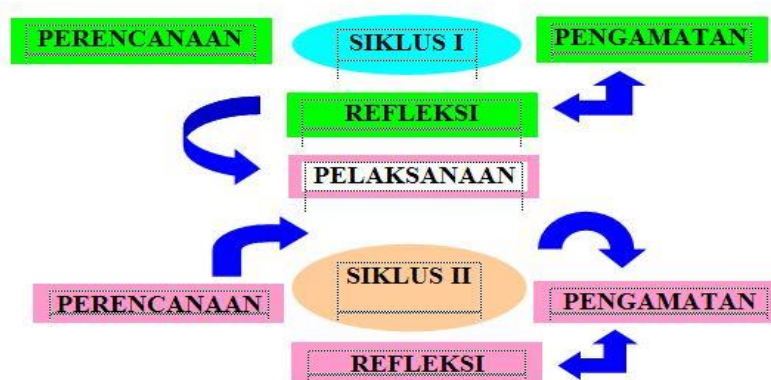 PERENCANAAN
SIKLUS I
PENGAMATAN
REFLEKSI
PELAKSANAAN
SIKLUS II
PERENCANAAN
PENGAMATAN
REFLEKSI